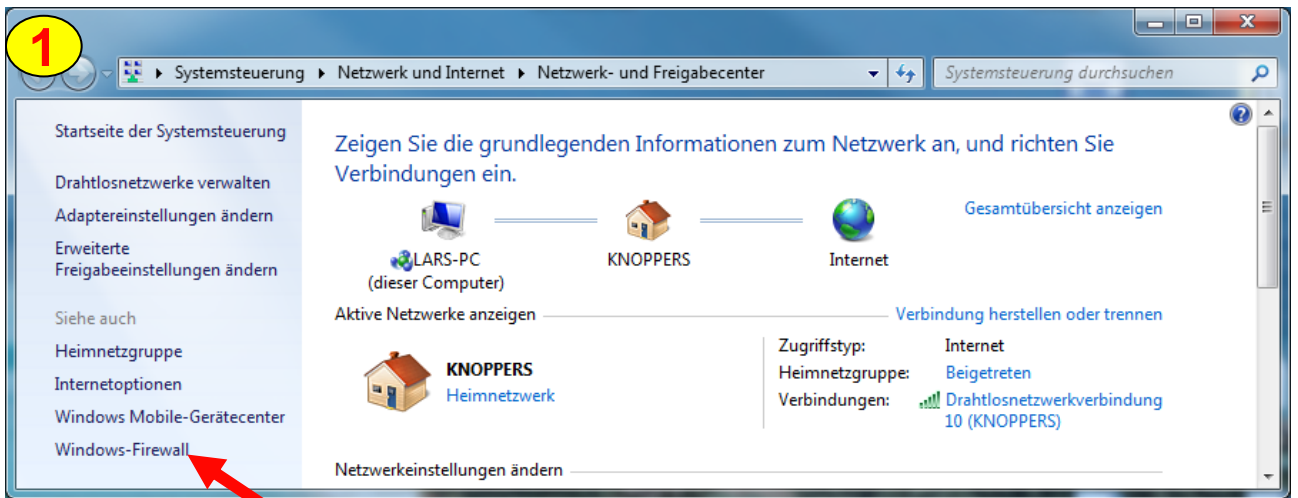 1
Systemsteuerung ▸ Netzwerk und Internet ▸ Netzwerk- und Freigabecenter
Systemsteuerung durchsuchen
Startseite der Systemsteuerung
Drahtlosnetzwerke verwalten
Adaptereinstellungen ändern
Erweiterte
Freigabeeinstellungen ändern
Siehe auch
Heimnetzgruppe
Internetoptionen
Windows Mobile-Gerätecenter
Windows-Firewall
Zeigen Sie die grundlegenden Informationen zum Netzwerk an, und richten Sie
Verbindungen ein.
Gesamtübersicht anzeigen
LARS-PC
(dieser Computer)
KNOPPERS
Internet
Aktive Netzwerke anzeigen
Verbindung herstellen oder trennen
KNOPPERS
Heimnetzwerk
Zugriffstyp: Internet
Heimnetzgruppe: Beigetreten
Verbindungen: Drahtlosnetzwerkverbindung
10 (KNOPPERS)
Netzwerkeinstellungen ändern